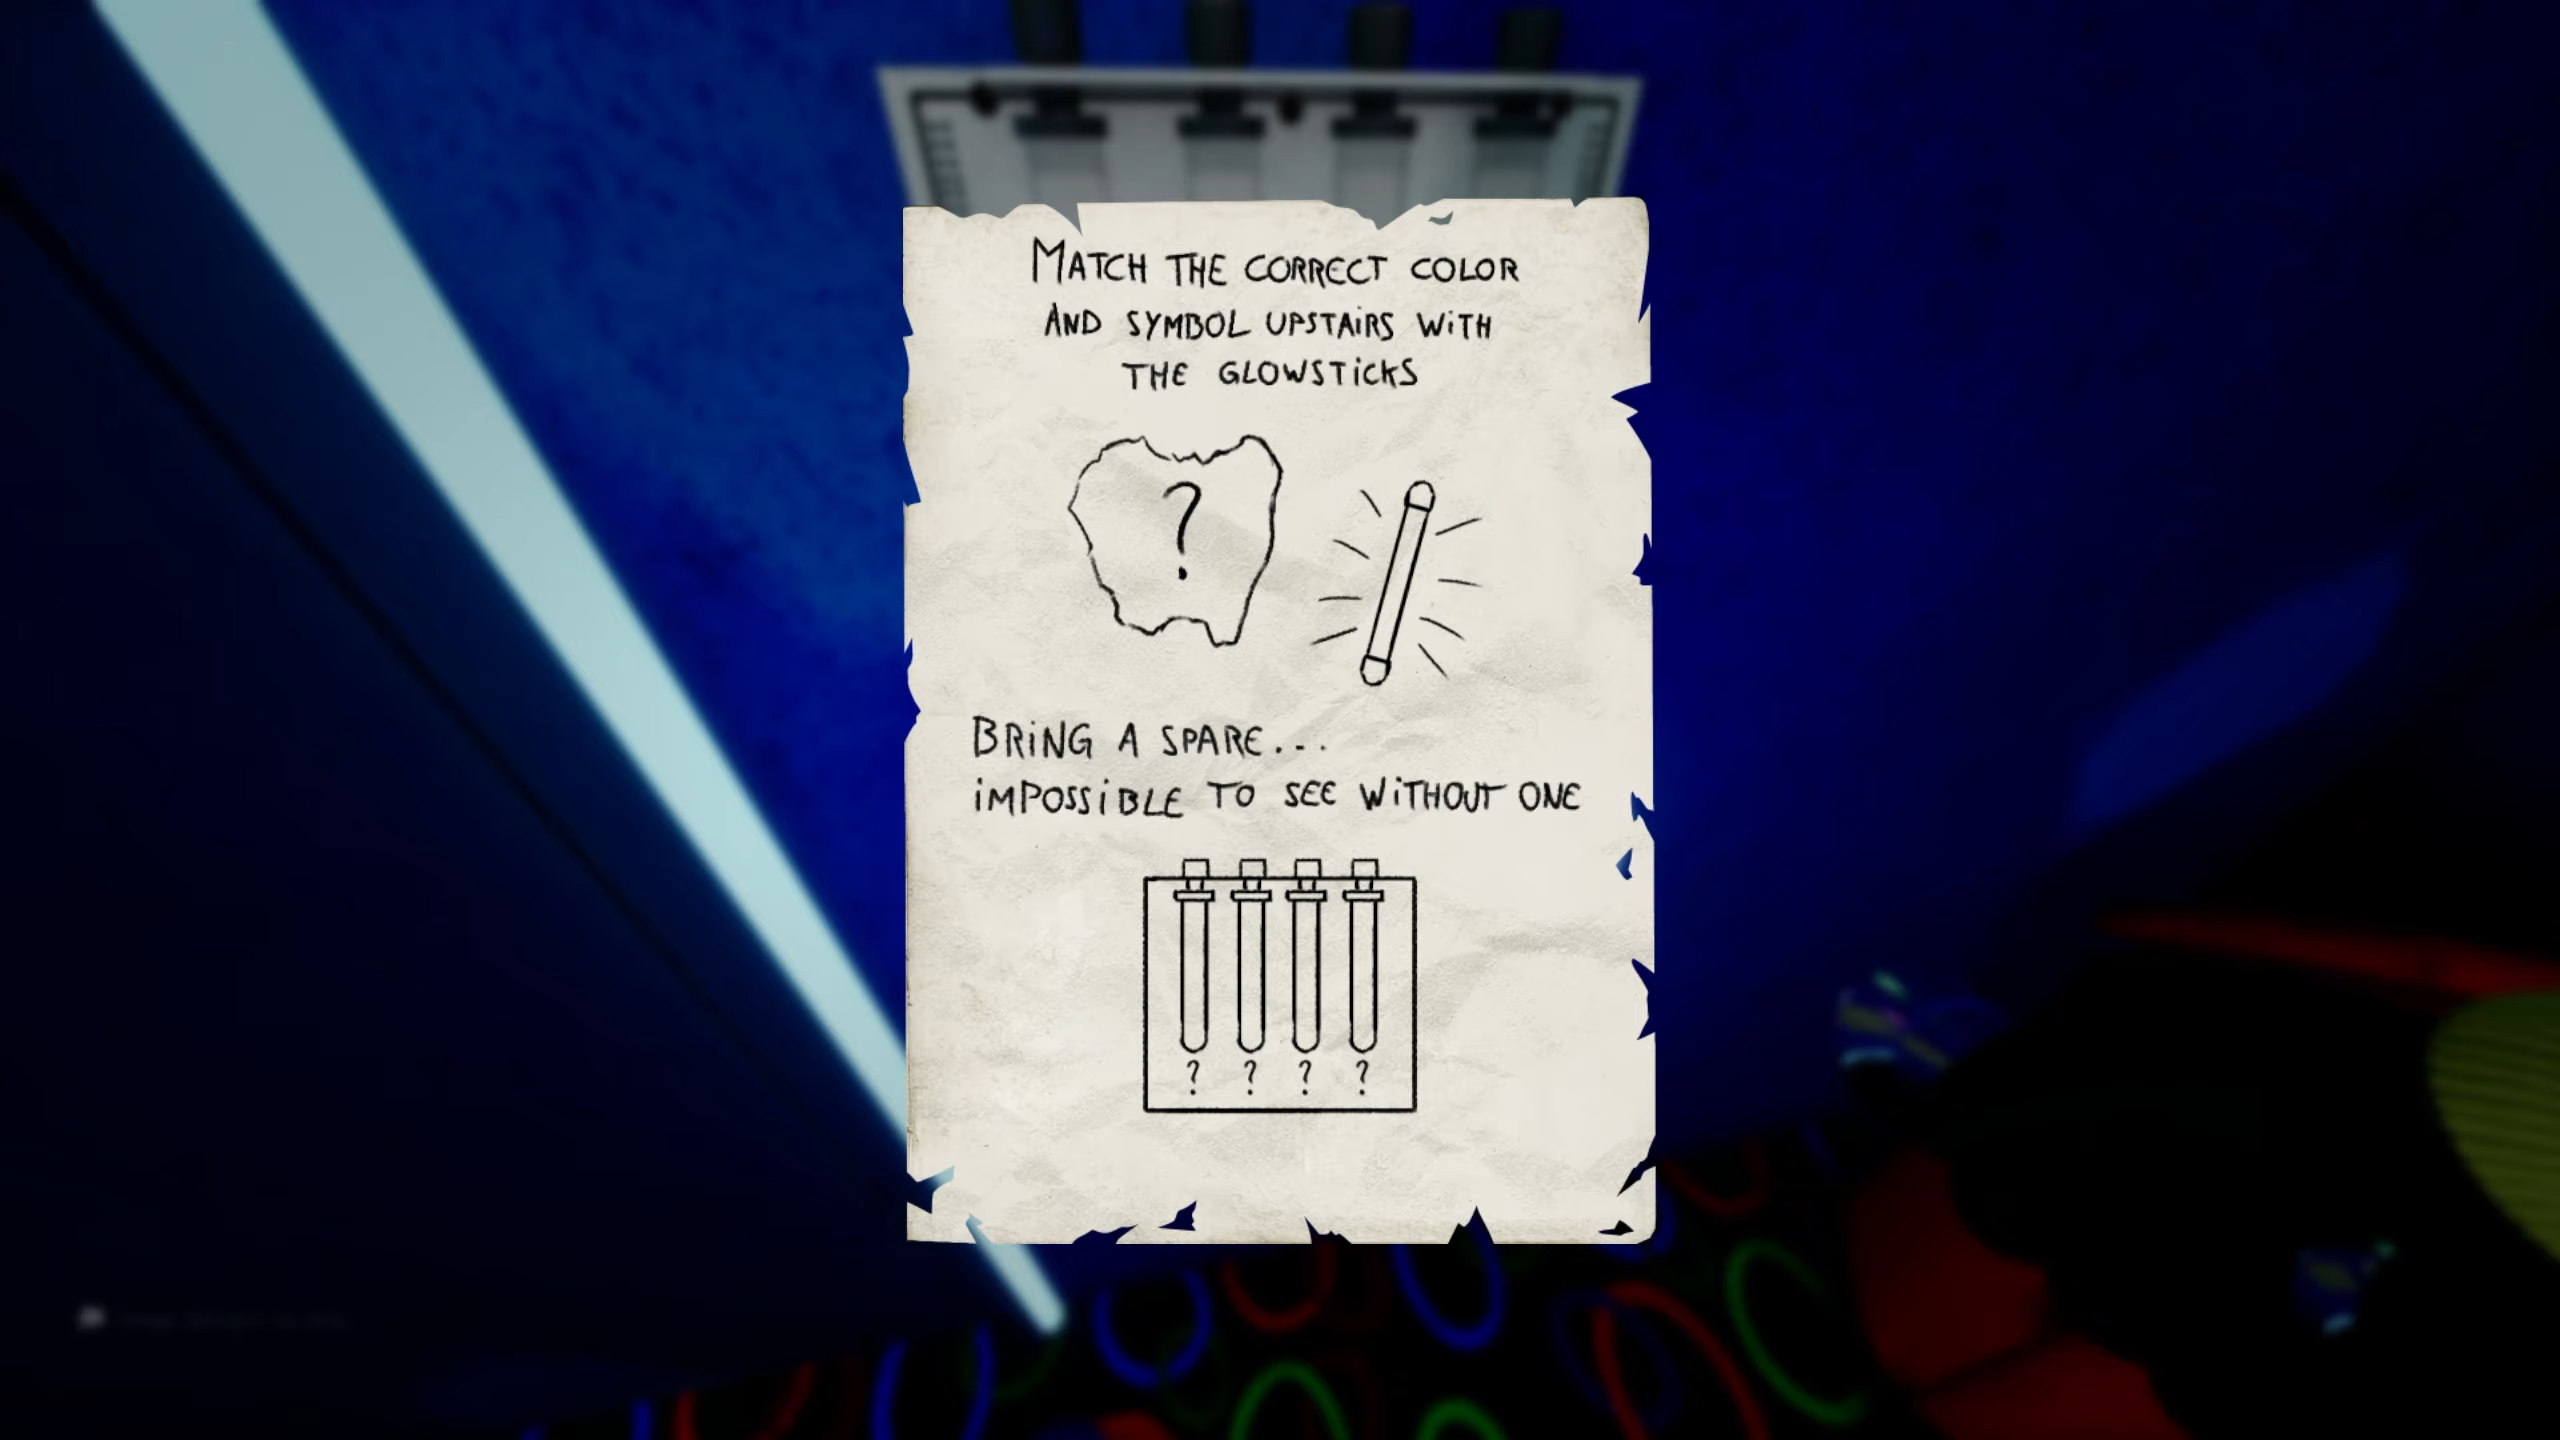 MATCH THE CORRECT COLOR
AND SYMBOL UPSTAIRS WITH
THE GLOWSTICKS
?
BRING A SPARE...
IMPOSSIBLE TO SEE WITHOUT ONE
? ? ? ?